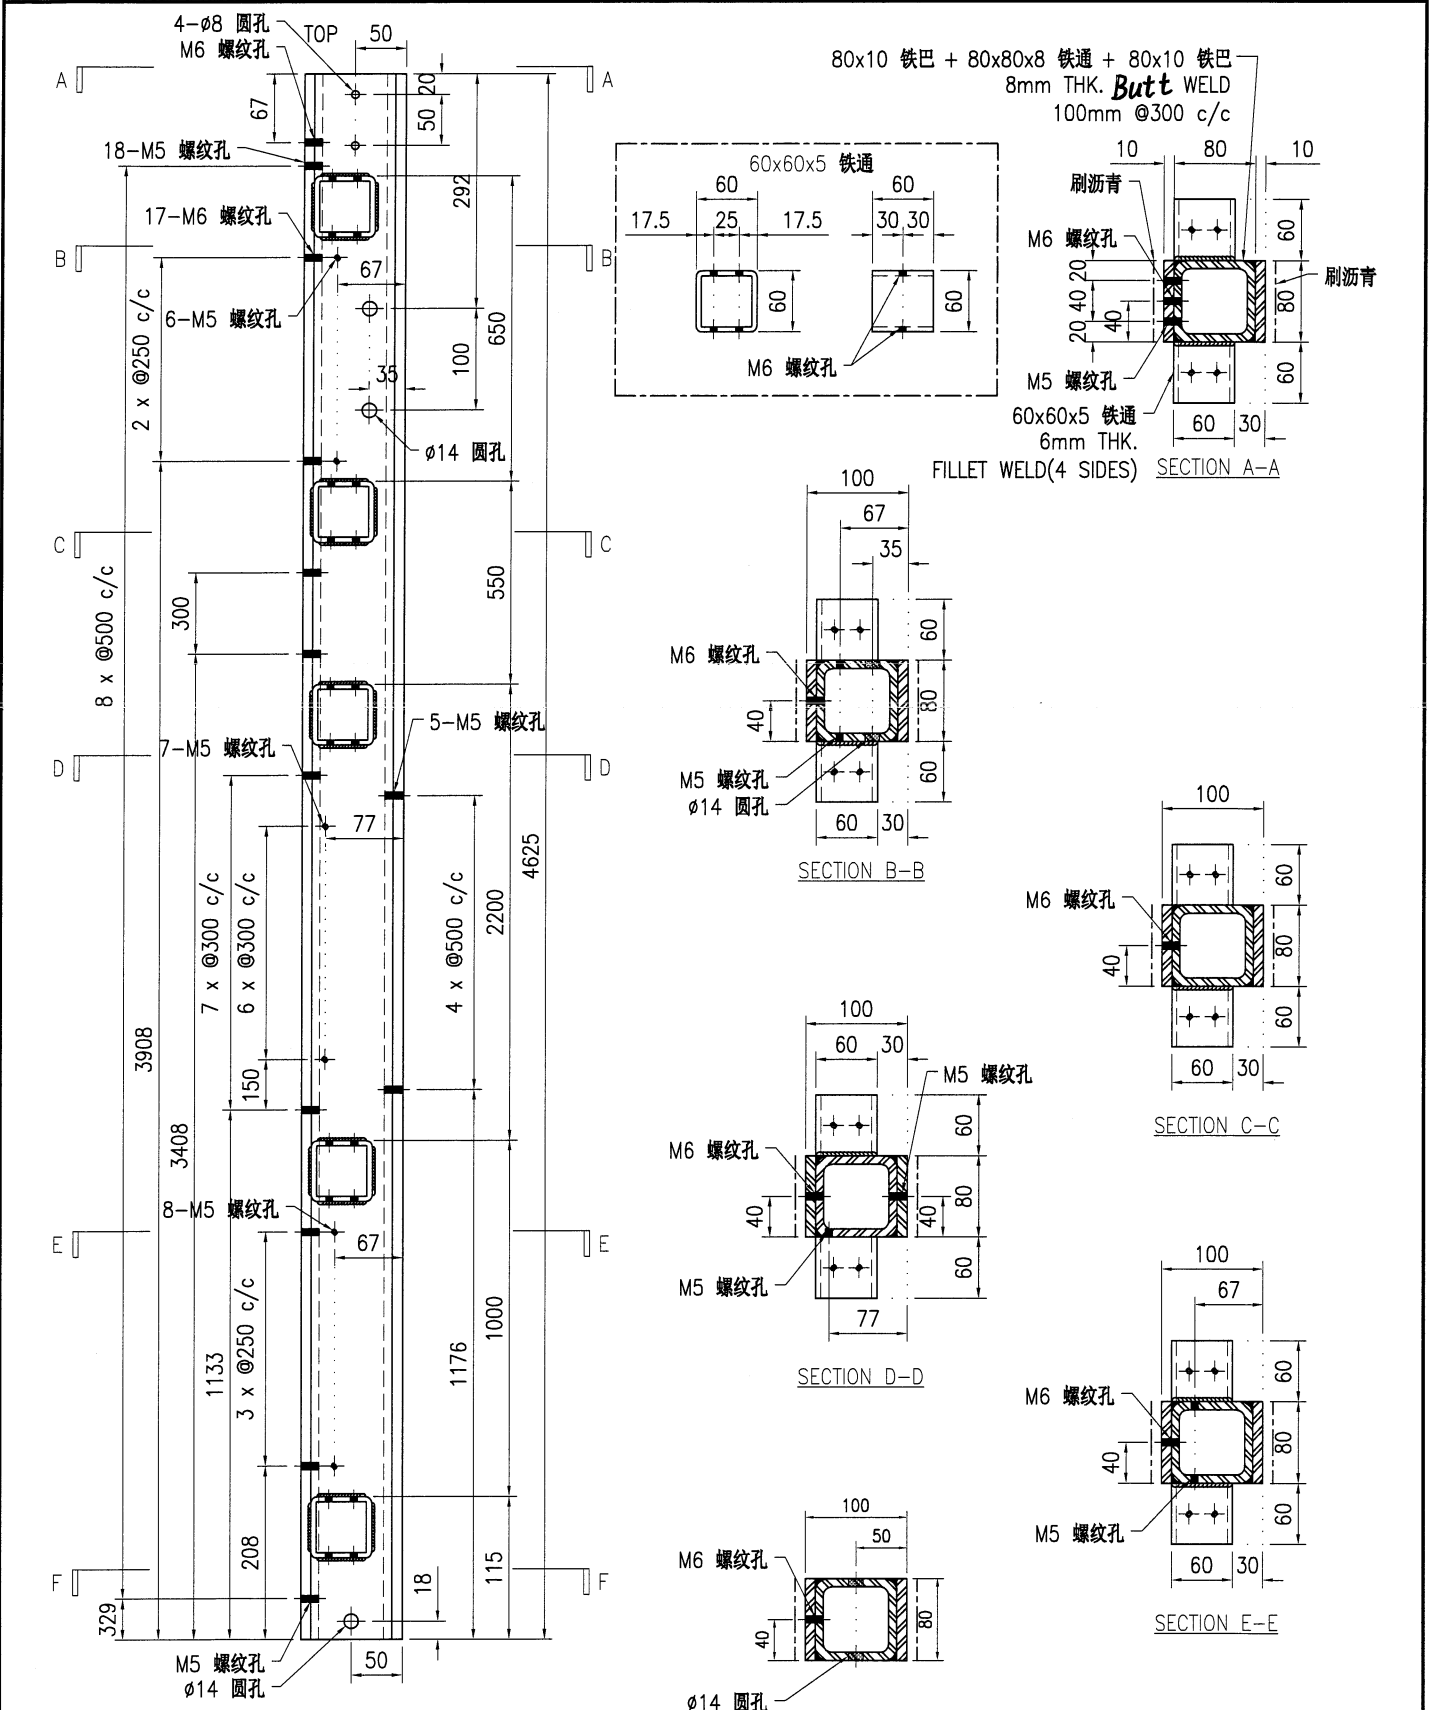 4-ø8 圆孔
M6 螺纹孔
TOP
50
20
A
A
67
50
18-M5 螺纹孔
292
17-M6 螺纹孔
B
B
67
6-M5 螺纹孔
2 x @250 c/c
650
100
35
ø14 圆孔
C
C
8 x @500 c/c
300
550
5-M5 螺纹孔
7-M5 螺纹孔
D
D
77
4625
7 x @300 c/c
6 x @300 c/c
4 x @500 c/c
2200
3908
150
3408
8-M5 螺纹孔
E
E
67
1133
3 x @250 c/c
1176
1000
208
115
F
F
18
329
M5 螺纹孔
ø14 圆孔
50
60x60x5 铁通
60
60
17.5
25
17.5
30
30
60
60
M6 螺纹孔
80x10 铁巴 + 80x80x8 铁通 + 80x10 铁巴
8mm THK. Butt WELD
100mm @300 c/c
10
80
10
刷沥青
60
M6 螺纹孔
20
40
40
20
80
刷沥青
M5 螺纹孔
60
60x60x5 铁通
6mm THK.
FILLET WELD(4 SIDES)
60
30
SECTION A-A
100
67
35
60
M6 螺纹孔
40
80
M5 螺纹孔
ø14 圆孔
60
60
30
SECTION B-B
100
60
M6 螺纹孔
40
80
60
60
30
SECTION C-C
100
60
30
M5 螺纹孔
60
M6 螺纹孔
40
40
80
M5 螺纹孔
60
77
SECTION D-D
100
67
60
M6 螺纹孔
40
80
M5 螺纹孔
60
60
30
SECTION E-E
100
50
M6 螺纹孔
40
80
ø14 圆孔